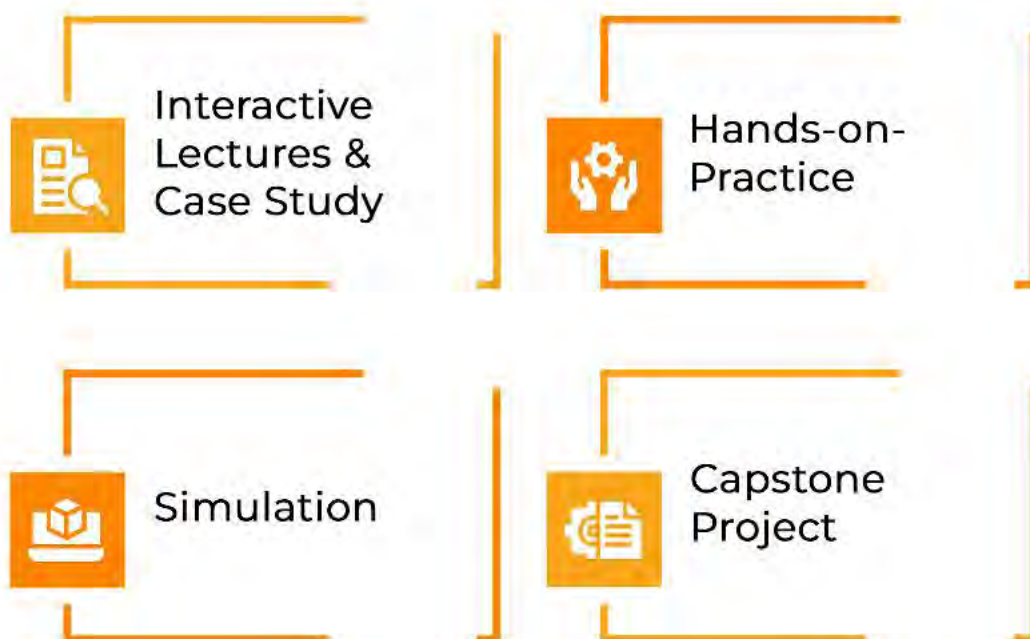 Interactive
Lectures &
Case Study
Hands-on-
Practice
Simulation
Capstone
Project